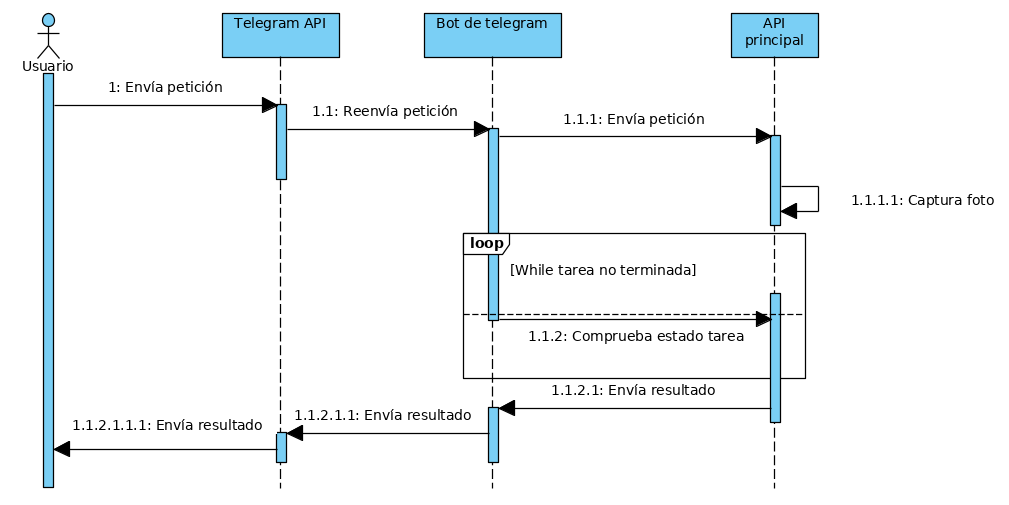 Usuario
Telegram API
Bot de telegram
API
principal
1: Envía petición
1.1: Reenvía petición
1.1.1: Envía petición
1.1.1.1: Captura foto
loop
[While tarea no terminada]
1.1.2: Comprueba estado tarea
1.1.2.1: Envía resultado
1.1.2.1.1: Envía resultado
1.1.2.1.1.1: Envía resultado